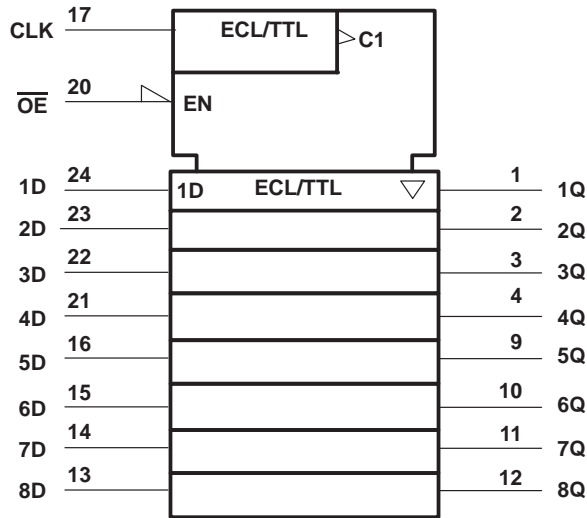 17
CLK ECL/TTL C1
20
O̅E̅ EN
24 1
1D 1D ECL/TTL 1Q
23 2
2D 2Q
22 3
3D 3Q
21 4
4D 4Q
16 9
5D 5Q
15 10
6D 6Q
14 11
7D 7Q
13 12
8D 8Q